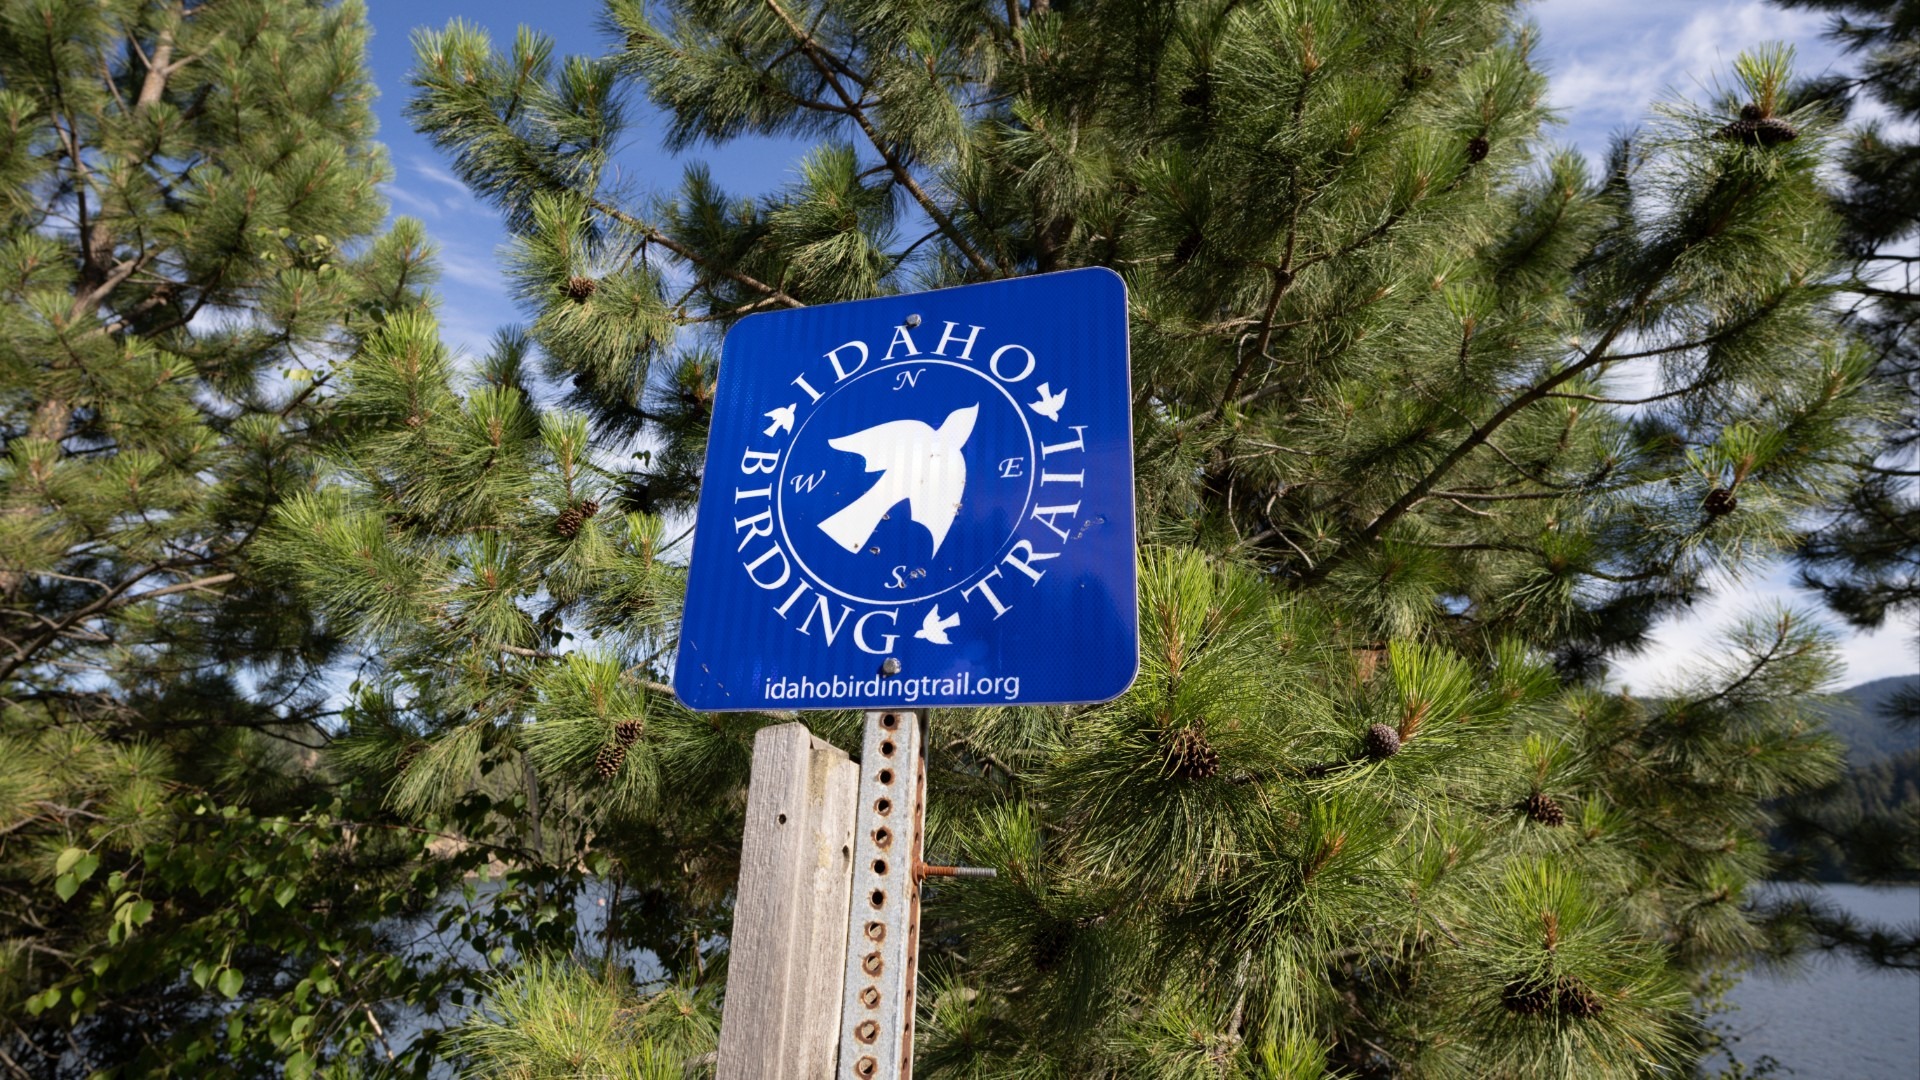 IDAHO
BIRDING TRAIL
N
W E
S
idahobirdingtrail.org